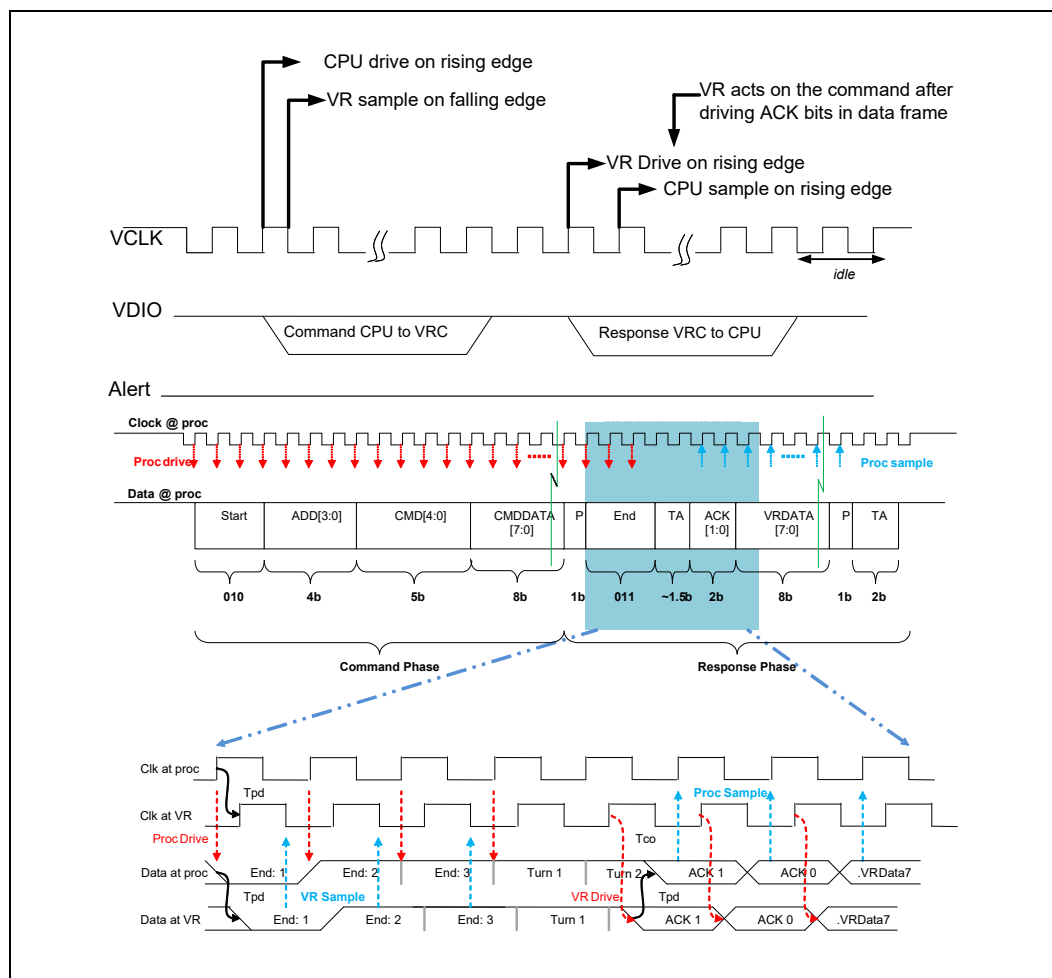 CPU drive on rising edge
VR sample on falling edge
VR acts on the command after
driving ACK bits in data frame
VR Drive on rising edge
CPU sample on rising edge
VCLK
idle
VDIO
Command CPU to VRC
Response VRC to CPU
Alert
Clock @ proc
Proc drive
Proc sample
Data @ proc
Start
ADD[3:0]
CMD[4:0]
CMDDATA
[7:0]
P
End
TA
ACK
[1:0]
VRDATA
[7:0]
P
TA
010
4b
5b
8b
1b
011
~1.5b
2b
8b
1b
2b
Command Phase
Response Phase
Clk at proc
Tpd
Proc Sample
Clk at VR
Proc Drive
Tco
Data at proc
End: 1
End: 2
End: 3
Turn 1
Turn 2
ACK 1
ACK 0
.VRData7
Tpd
VR Sample
VR Drive
Tpd
Data at VR
End: 1
End: 2
End: 3
Turn 1
ACK 1
ACK 0
.VRData7